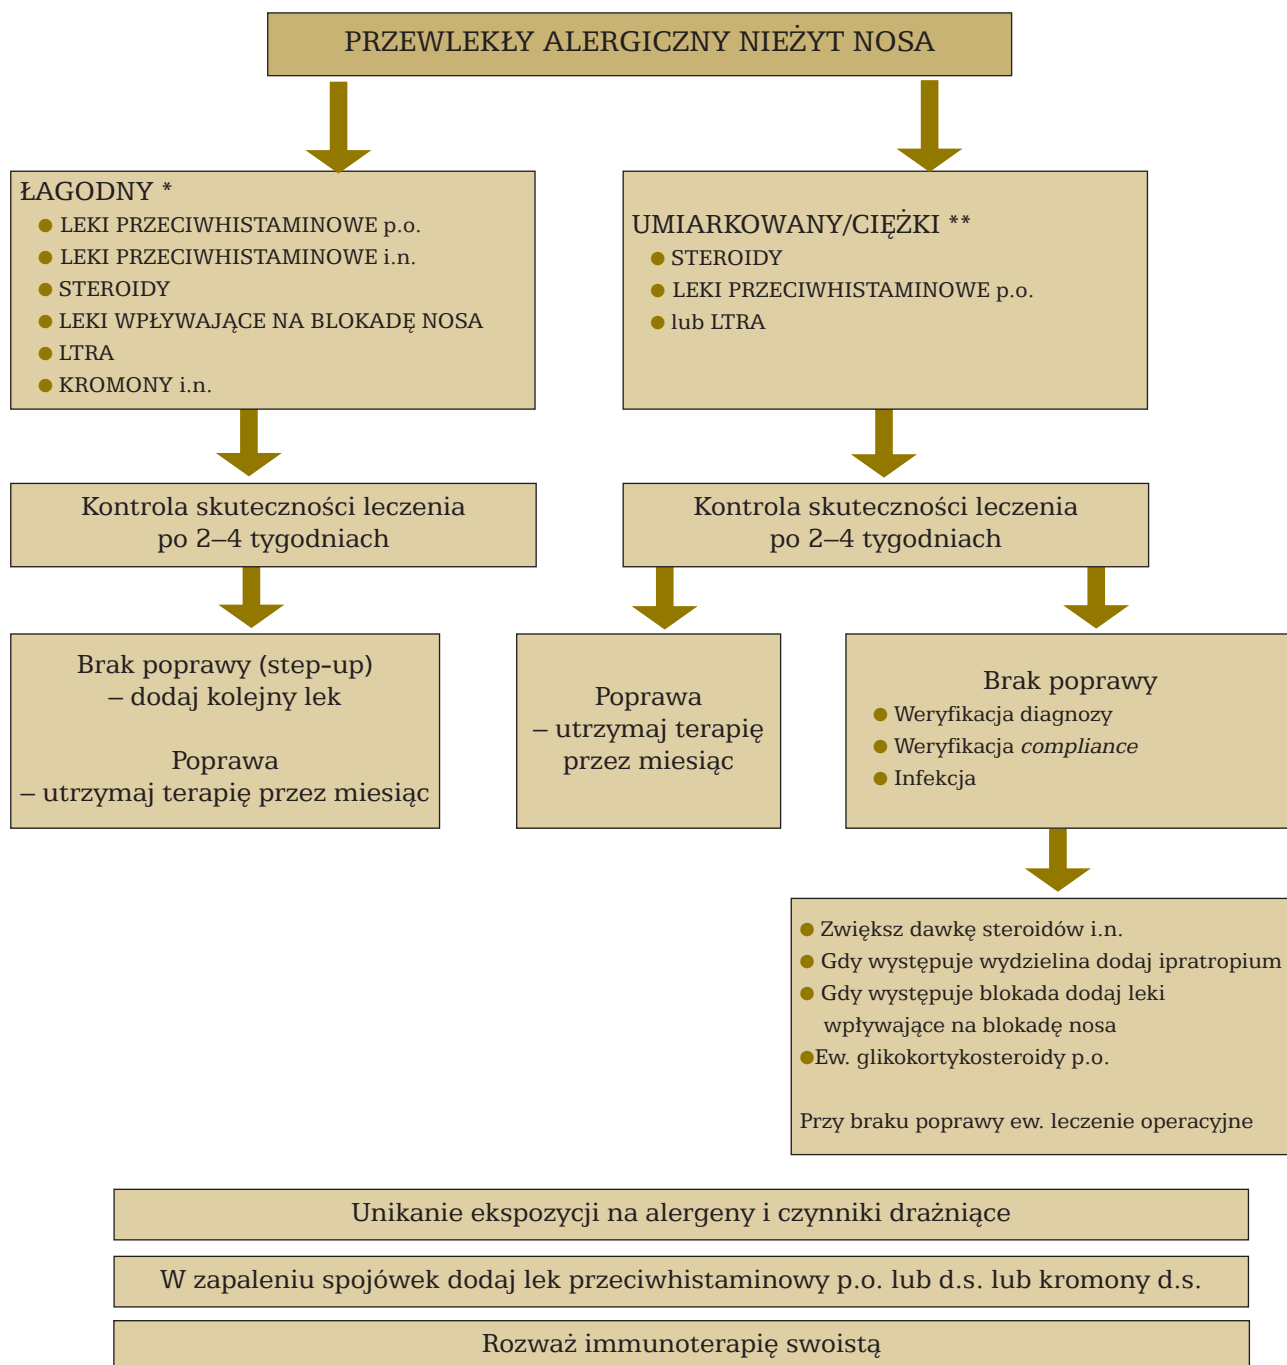 PRZEWLEKŁY ALERGICZNY NIEŻYT NOSA
ŁAGODNY *
● LEKI PRZECIWHISTAMINOWE p.o.
● LEKI PRZECIWHISTAMINOWE i.n.
● STEROIDY
● LEKI WPŁYWAJĄCE NA BLOKADĘ NOSA
● LTRA
● KROMONY i.n.
UMIARKOWANY/CIĘŻKI **
● STEROIDY
● LEKI PRZECIWHISTAMINOWE p.o.
● lub LTRA
Kontrola skuteczności leczenia
po 2–4 tygodniach
Kontrola skuteczności leczenia
po 2–4 tygodniach
Brak poprawy (step-up)
– dodaj kolejny lek
Poprawa
– utrzymaj terapię przez miesiąc
Poprawa
– utrzymaj terapię
przez miesiąc
Brak poprawy
● Weryfikacja diagnozy
● Weryfikacja compliance
● Infekcja
● Zwiększ dawkę steroidów i.n.
● Gdy występuje wydzielina dodaj ipratropium
● Gdy występuje blokada dodaj leki
wpływające na blokadę nosa
●Ew. glikokortykosteroidy p.o.
Przy braku poprawy ew. leczenie operacyjne
Unikanie ekspozycji na alergeny i czynniki drażniące
W zapaleniu spojówek dodaj lek przeciwhistaminowy p.o. lub d.s. lub kromony d.s.
Rozważ immunoterapię swoistą